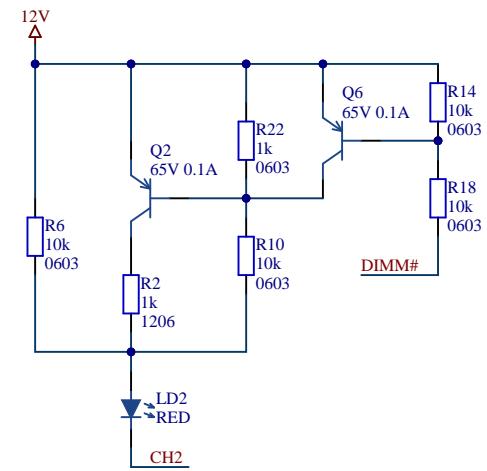 12V
Q6
65V 0.1A
R14
10k
0603
R22
1k
0603
Q2
65V 0.1A
R18
10k
0603
R6
10k
0603
R10
10k
0603
DIMM#
R2
1k
1206
LD2
RED
CH2